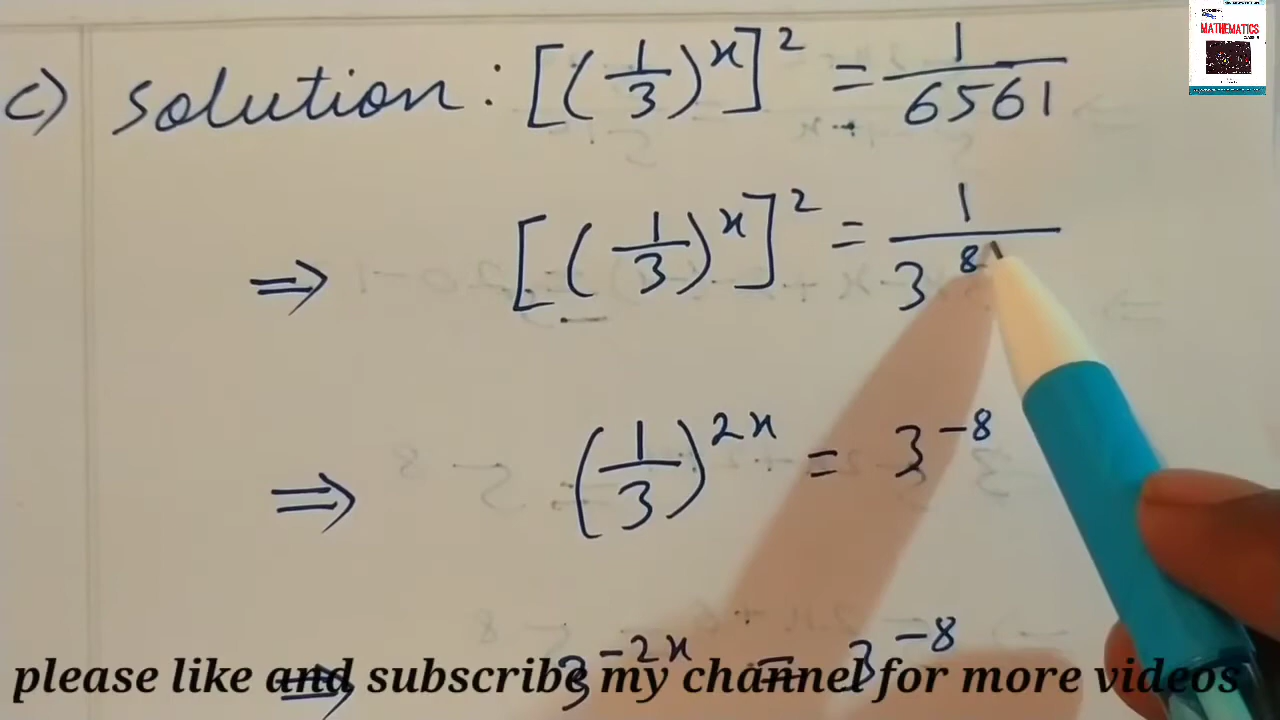 MATHEMATICS
c) Solution: [(1/3)^x]^2 = 1/6561
⇒ [(1/3)^x]^2 = 1/3^8
⇒ (1/3)^2x = 3^-8
⇒ 3^-2x = 3^-8
please like and subscribe my channel for more videos